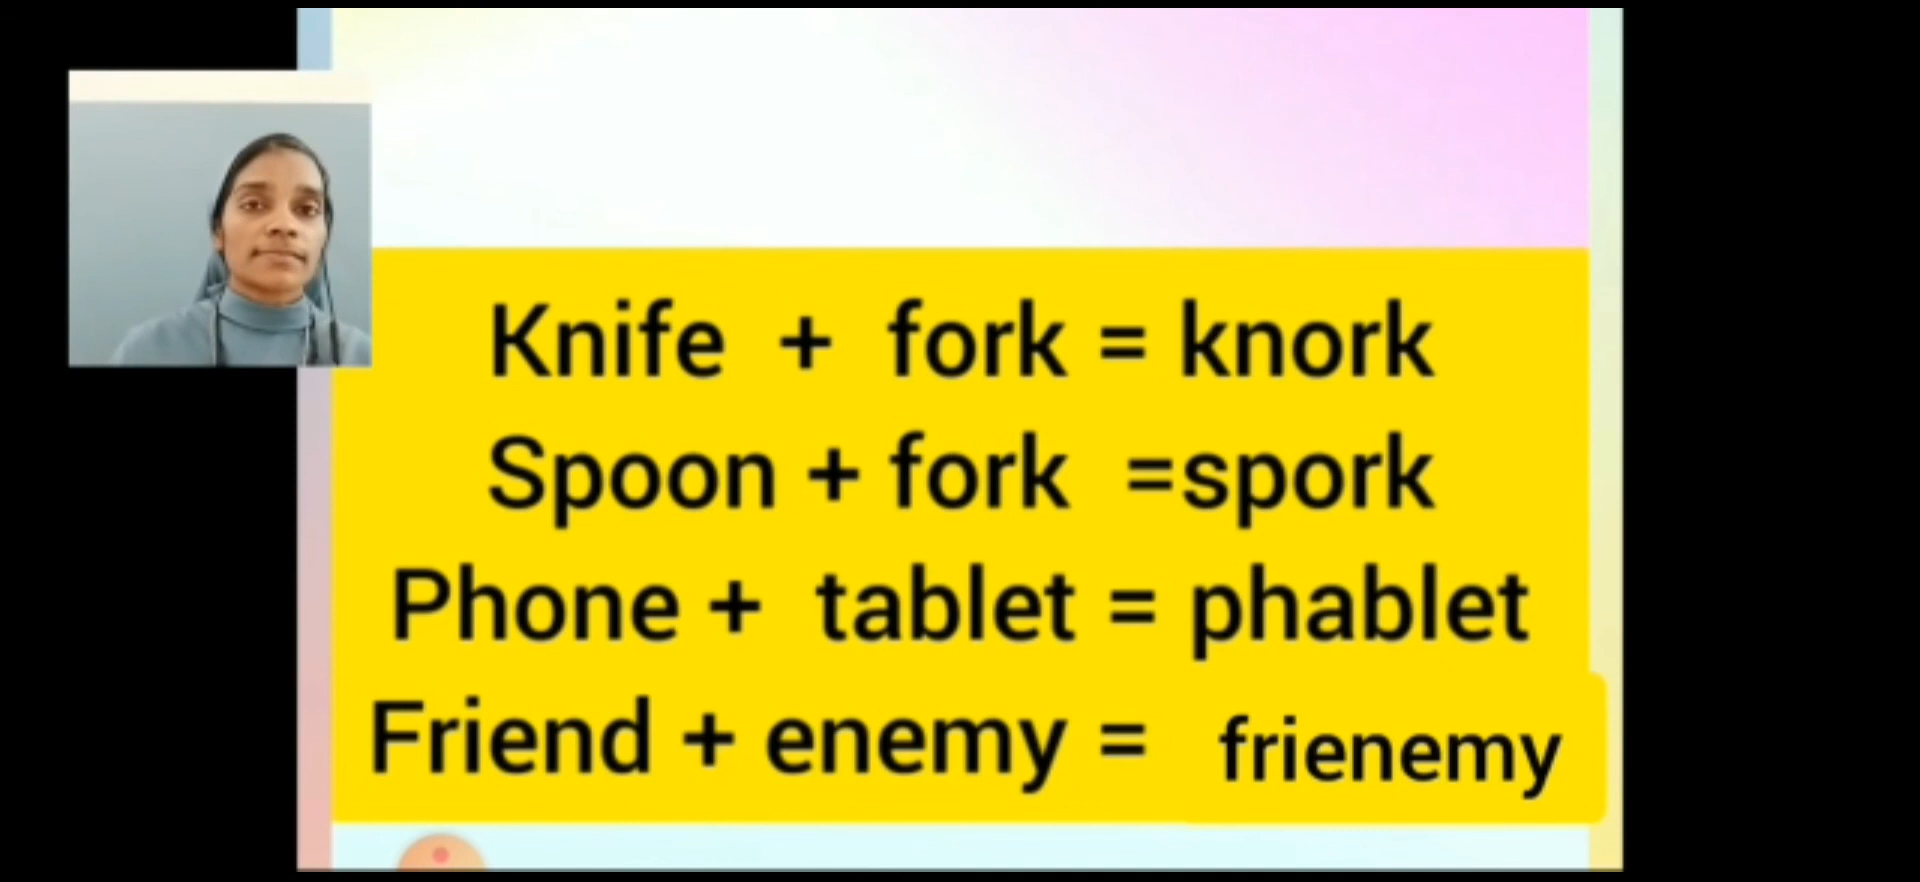 Knife + fork = knork
Spoon + fork =spork
Phone + tablet = phablet
Friend + enemy = frienemy